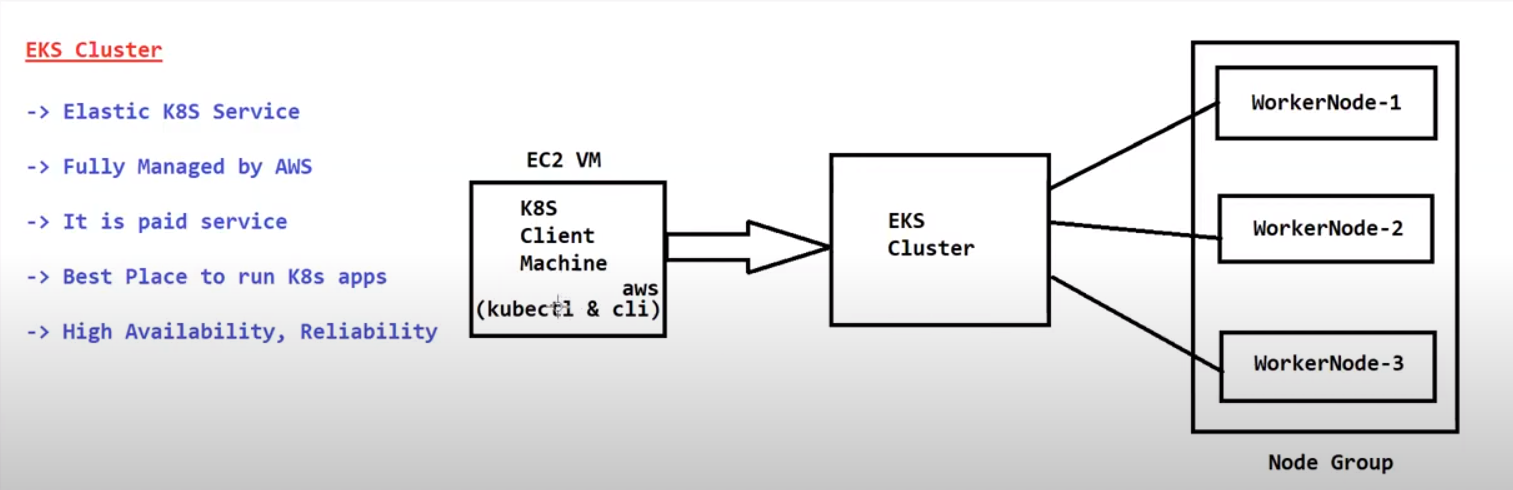 EKS Cluster
-> Elastic K8S Service
-> Fully Managed by AWS
-> It is paid service
-> Best Place to run K8s apps
-> High Availability, Reliability
EC2 VM
K8S
Client
Machine
aws
(kubectl & cli)
EKS
Cluster
WorkerNode-1
WorkerNode-2
WorkerNode-3
Node Group